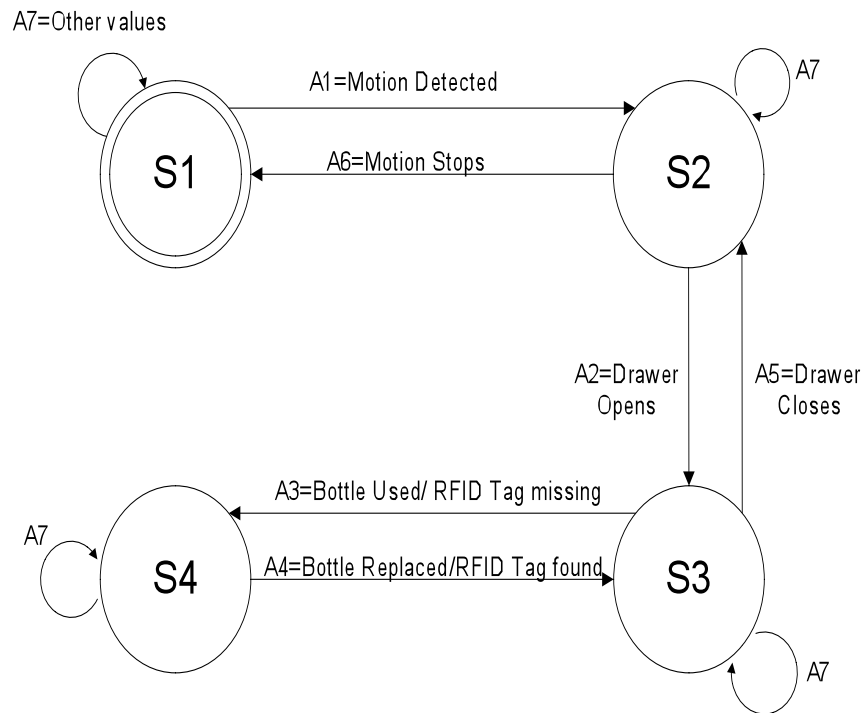 A7=Other values
A1=Motion Detected
A7
S1
A6=Motion Stops
S2
A2=Drawer
Opens
A5=Drawer
Closes
A3=Bottle Used/ RFID Tag missing
A7
S4
A4=Bottle Replaced/RFID Tag found
S3
A7